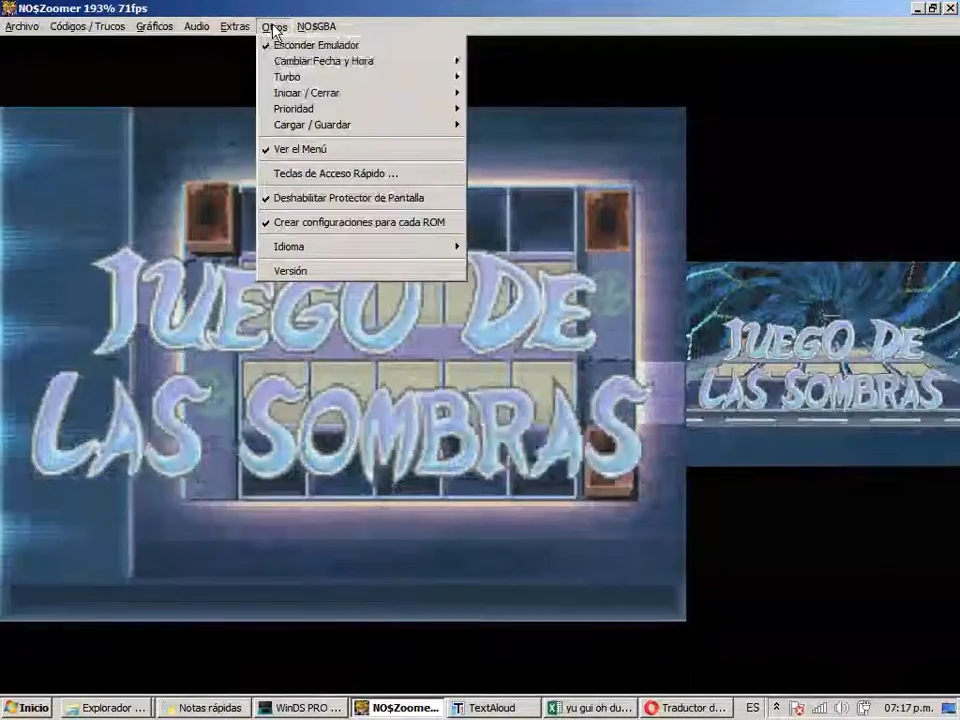 NO$Zoomer 193% 71fps
Archivo Códigos / Trucos Gráficos Audio Extras Otros NO$GBA
Esconder Emulador
Cambiar Fecha y Hora
Turbo
Iniciar / Cerrar
Prioridad
Cargar / Guardar
Ver el Menú
Teclas de Acceso Rápido ...
Deshabilitar Protector de Pantalla
Crear configuraciones para cada ROM
Idioma
Versión
JUEGO DE
LAS SOMBRAS
JUEGO DE
LAS SOMBRAS
Inicio Explorador ... Notas rápidas WinDS PRO ... NO$Zoome... TextAloud yu gui oh du... Traductor d... ES 07:17 p.m.